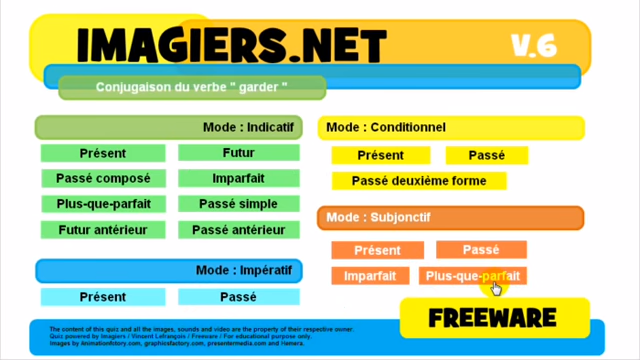 IMAGIERS.NET
V.6
Conjugaison du verbe " garder "
Mode : Indicatif
Présent
Futur
Passé composé
Imparfait
Plus-que-parfait
Passé simple
Futur antérieur
Passé antérieur
Mode : Impératif
Présent
Passé
Mode : Conditionnel
Présent
Passé
Passé deuxième forme
Mode : Subjonctif
Présent
Passé
Imparfait
Plus-que-parfait
FREEWARE
The content of this quiz and all the images, sounds and video are the property of their respective owner.
Quiz powered by Imagiers / Vincent Lefrançois / Freeware / For educational purpose only.
Images by Animationfctory.com, graphicsfactory.com, presentermedia.com and Hemera.